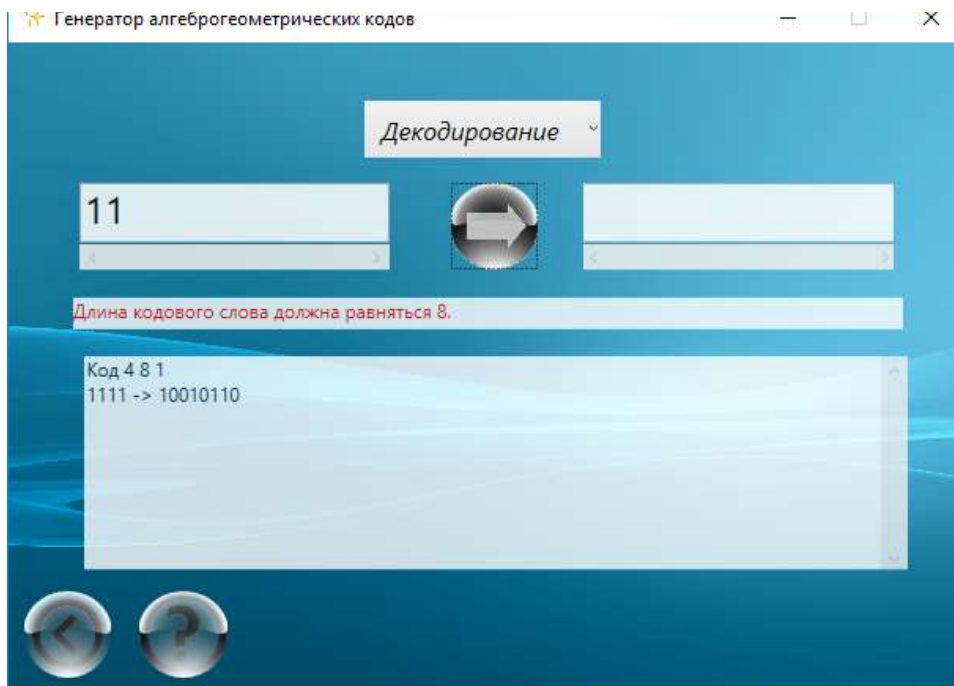 Генератор алгеброгеометрических кодов
Декодирование
11
Длина кодового слова должна равняться 8.
Код 4 8 1
1111 -> 10010110
?